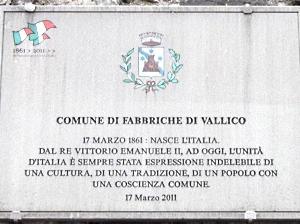 1861 > 2011 > >
COMUNE DI FABBRICHE DI VALLICO
17 MARZO 1861 : NASCE L'ITALIA.
DAL RE VITTORIO EMANUELE II, AD OGGI, L'UNITÀ
D'ITALIA È SEMPRE STATA ESPRESSIONE INDELEBILE DI
UNA CULTURA, DI UNA TRADIZIONE, DI UN POPOLO CON
UNA COSCIENZA COMUNE.
17 Marzo 2011